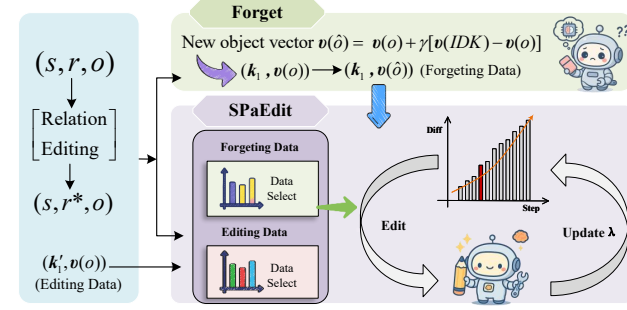 Forget
New object vector v(ô) = v(o) + γ[v(IDK) − v(o)]
(k₁, v(o)) ⟶ (k₁, v(ô)) (Forgeting Data)
??
(s, r, o)
Relation
Editing
(s, r*, o)
(k₁′, v(o))
(Editing Data)
SPaEdit
Forgeting Data
Data
Select
Editing Data
Data
Select
Diff
Step
Edit
Update λ